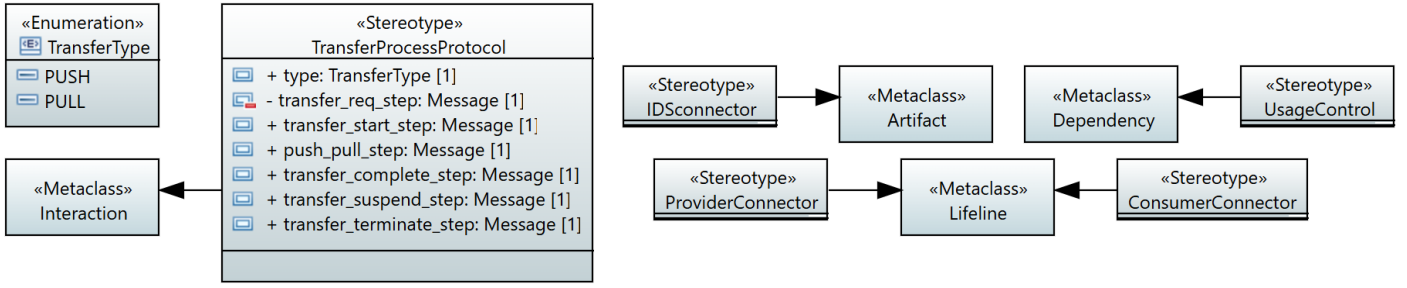 «Enumeration»
TransferType
PUSH
PULL
«Metaclass»
Interaction
«Stereotype»
TransferProcessProtocol
+ type: TransferType [1]
- transfer_req_step: Message [1]
+ transfer_start_step: Message [1]
+ push_pull_step: Message [1]
+ transfer_complete_step: Message [1]
+ transfer_suspend_step: Message [1]
+ transfer_terminate_step: Message [1]
«Stereotype»
IDSconnector
«Metaclass»
Artifact
«Metaclass»
Dependency
«Stereotype»
UsageControl
«Stereotype»
ProviderConnector
«Metaclass»
Lifeline
«Stereotype»
ConsumerConnector